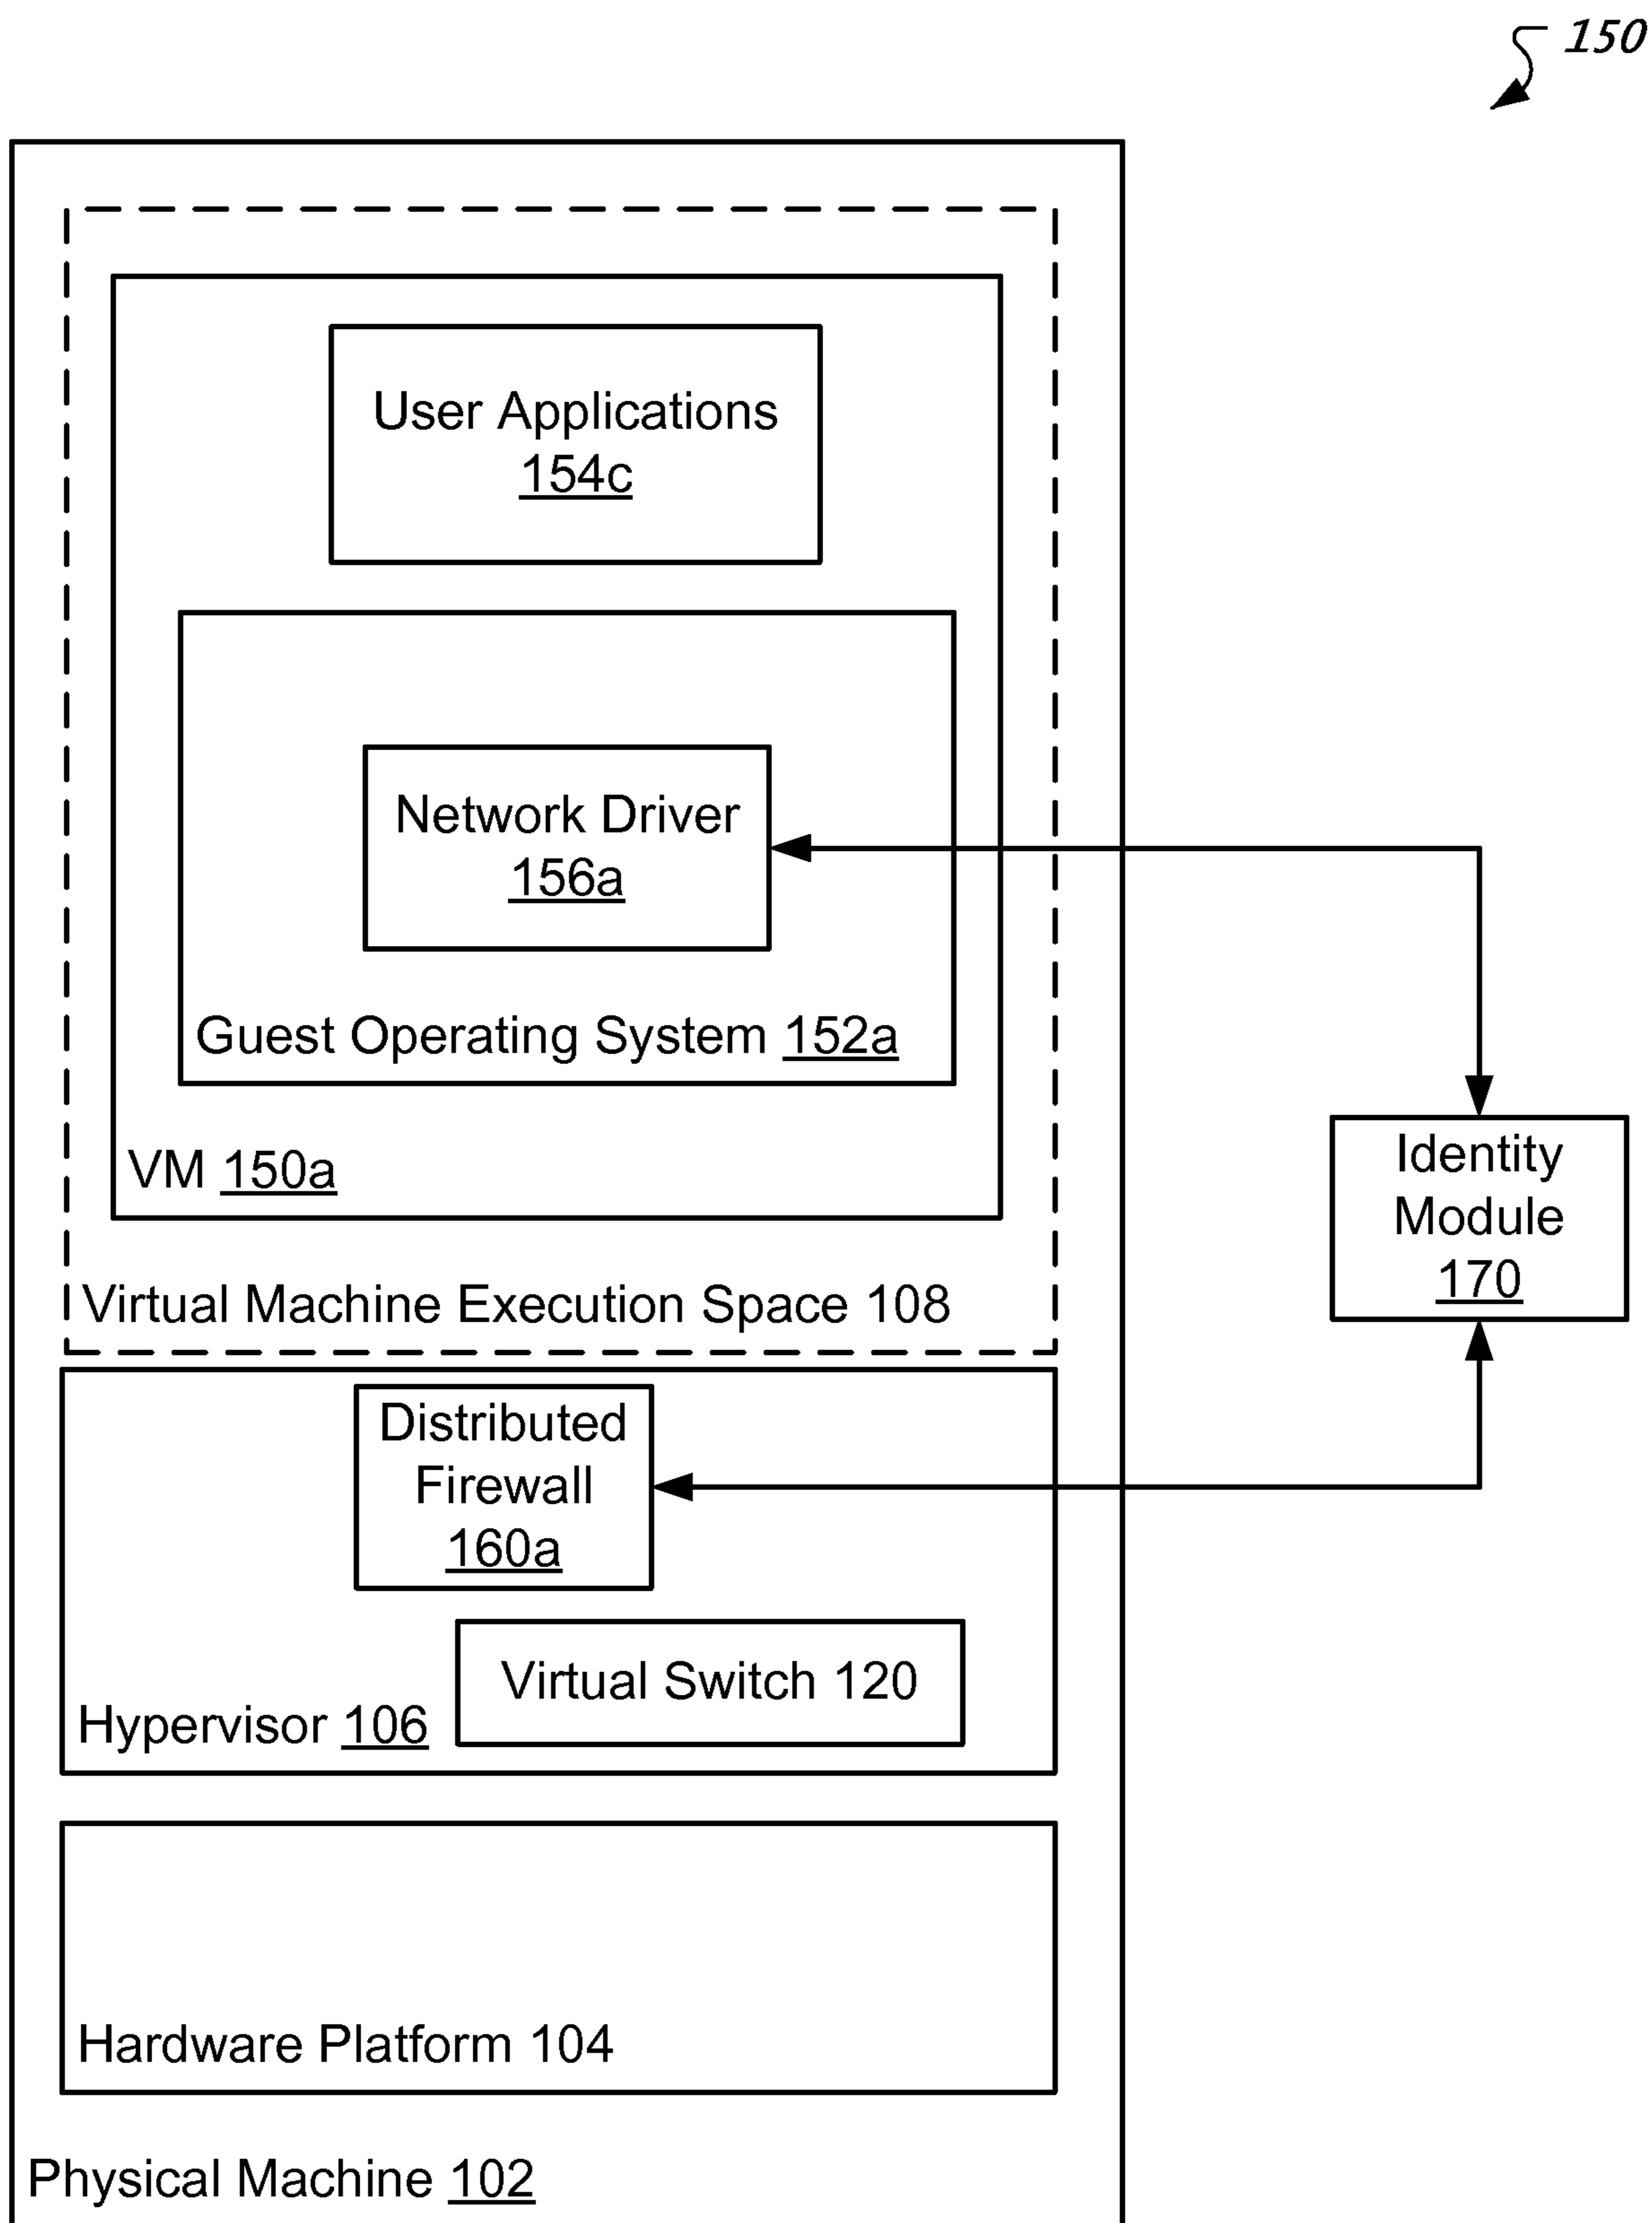 150
User Applications
154c
Network Driver
156a
Guest Operating System 152a
VM 150a
Identity
Module
170
Virtual Machine Execution Space 108
Distributed
Firewall
160a
Virtual Switch 120
Hypervisor 106
Hardware Platform 104
Physical Machine 102